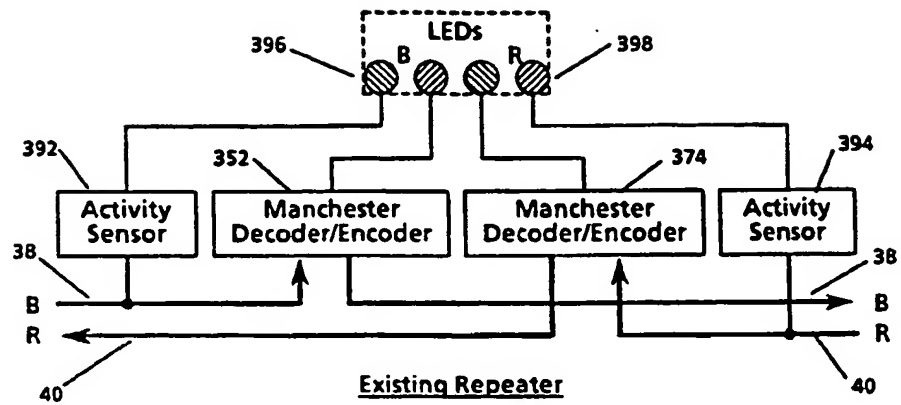 LEDs
396
B
R
398
392
352
374
394
Activity
Sensor
Manchester
Decoder/Encoder
Manchester
Decoder/Encoder
Activity
Sensor
38
38
B
B
R
R
40
40
Existing Repeater